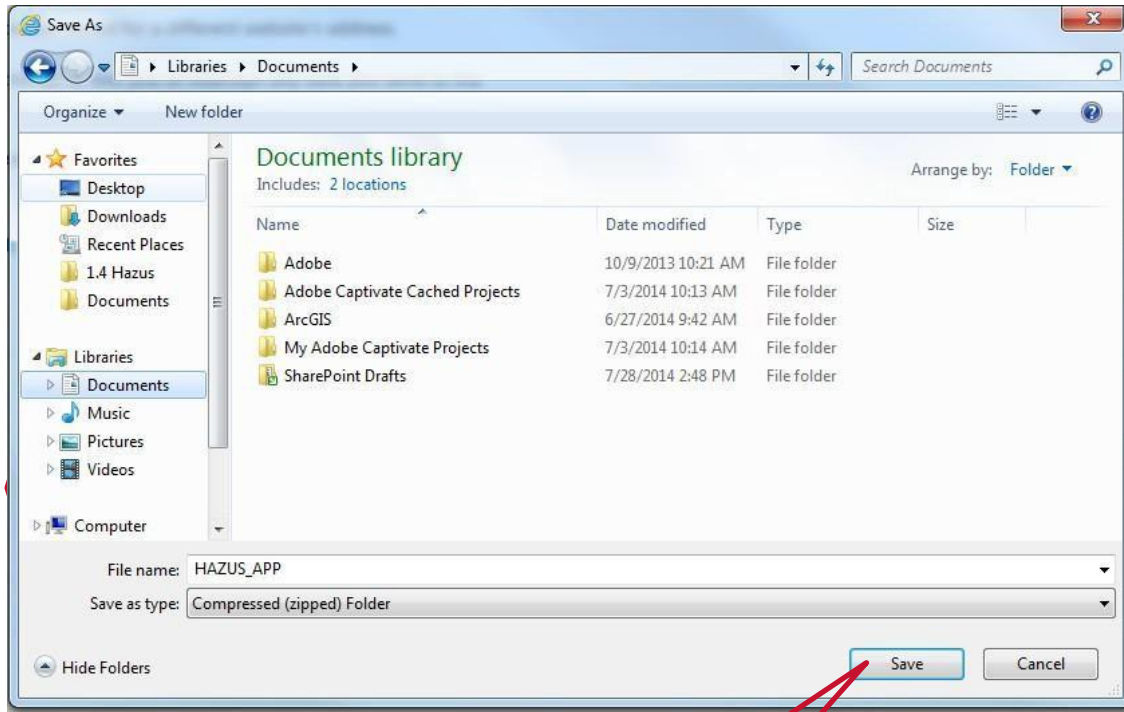 Save As
Libraries Documents
Search Documents
Organize New folder
Favorites
Desktop
Downloads
Recent Places
1.4 Hazus
Documents
Libraries
Documents
Music
Pictures
Videos
Computer
Documents library
Includes: 2 locations
Arrange by: Folder
Name Date modified Type Size
Adobe 10/9/2013 10:21 AM File folder
Adobe Captivate Cached Projects 7/3/2014 10:13 AM File folder
ArcGIS 6/27/2014 9:42 AM File folder
My Adobe Captivate Projects 7/3/2014 10:14 AM File folder
SharePoint Drafts 7/28/2014 2:48 PM File folder
File name: HAZUS_APP
Save as type: Compressed (zipped) Folder
Hide Folders Save Cancel